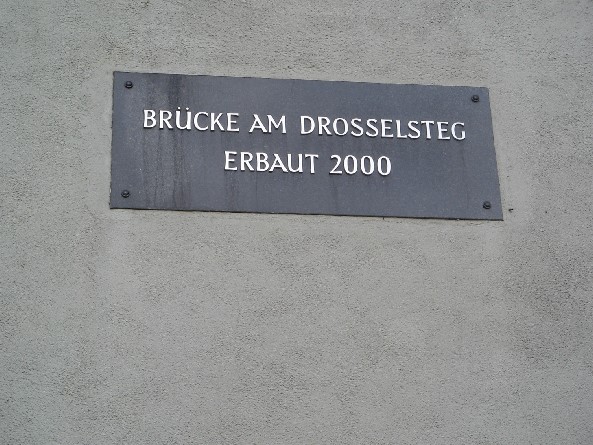 BRÜCKE AM DROSSELSTEG
ERBAUT 2000